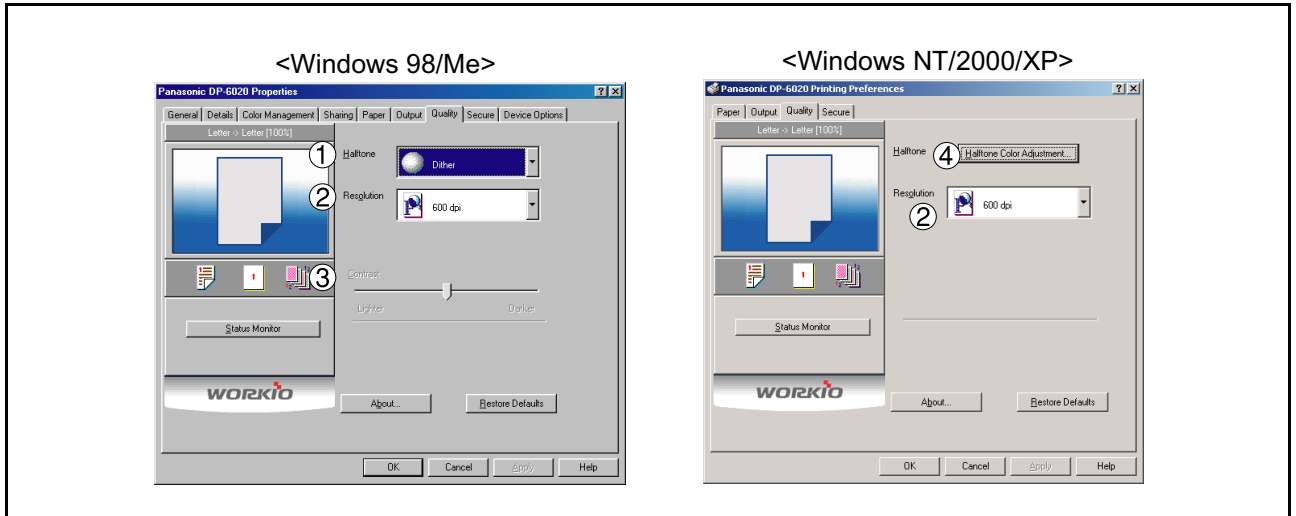 <Windows 98/Me>
Panasonic DP-6020 Properties
General Details Color Management Sharing Paper Output Quality Secure Device Options
Letter -> Letter [100%]
1 Halftone Dither
2 Resolution 600 dpi
3 Contrast
Lighter Darker
1
Status Monitor
WORKiO
About... Restore Defaults
OK Cancel Apply Help
<Windows NT/2000/XP>
Panasonic DP-6020 Printing Preferences
Paper Output Quality Secure
Letter -> Letter [100%]
Halftone 4 Halftone Color Adjustment...
Resolution 600 dpi
2
1
Status Monitor
WORKiO
About... Restore Defaults
OK Cancel Apply Help